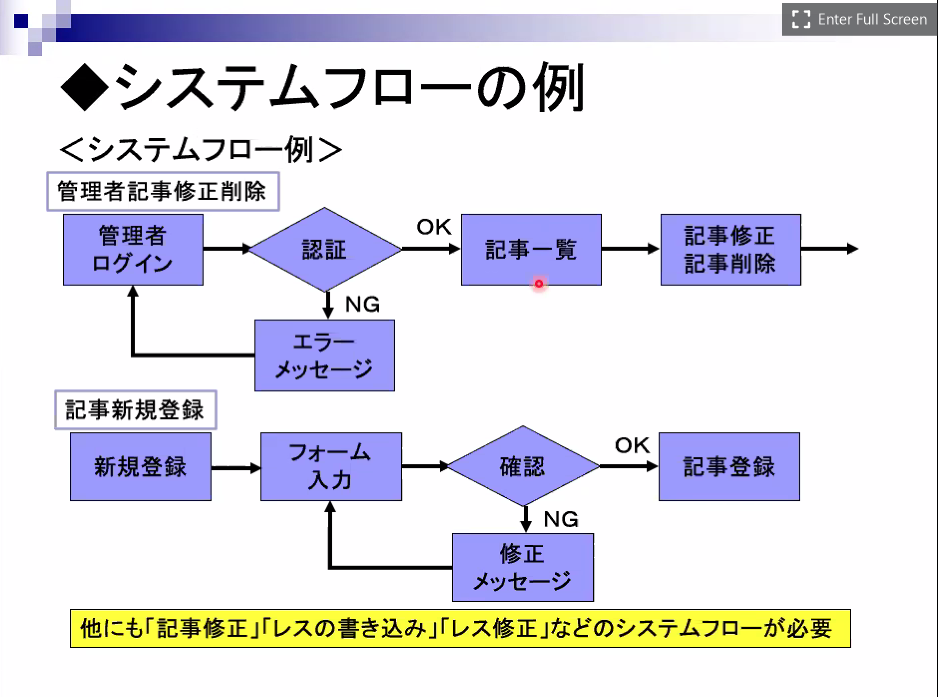 Enter Full Screen
◆システムフローの例
＜システムフロー例＞
管理者記事修正削除
管理者
ログイン
認証
OK
記事一覧
記事修正
記事削除
NG
エラー
メッセージ
記事新規登録
新規登録
フォーム
入力
確認
OK
記事登録
NG
修正
メッセージ
他にも「記事修正」「レスの書き込み」「レス修正」などのシステムフローが必要